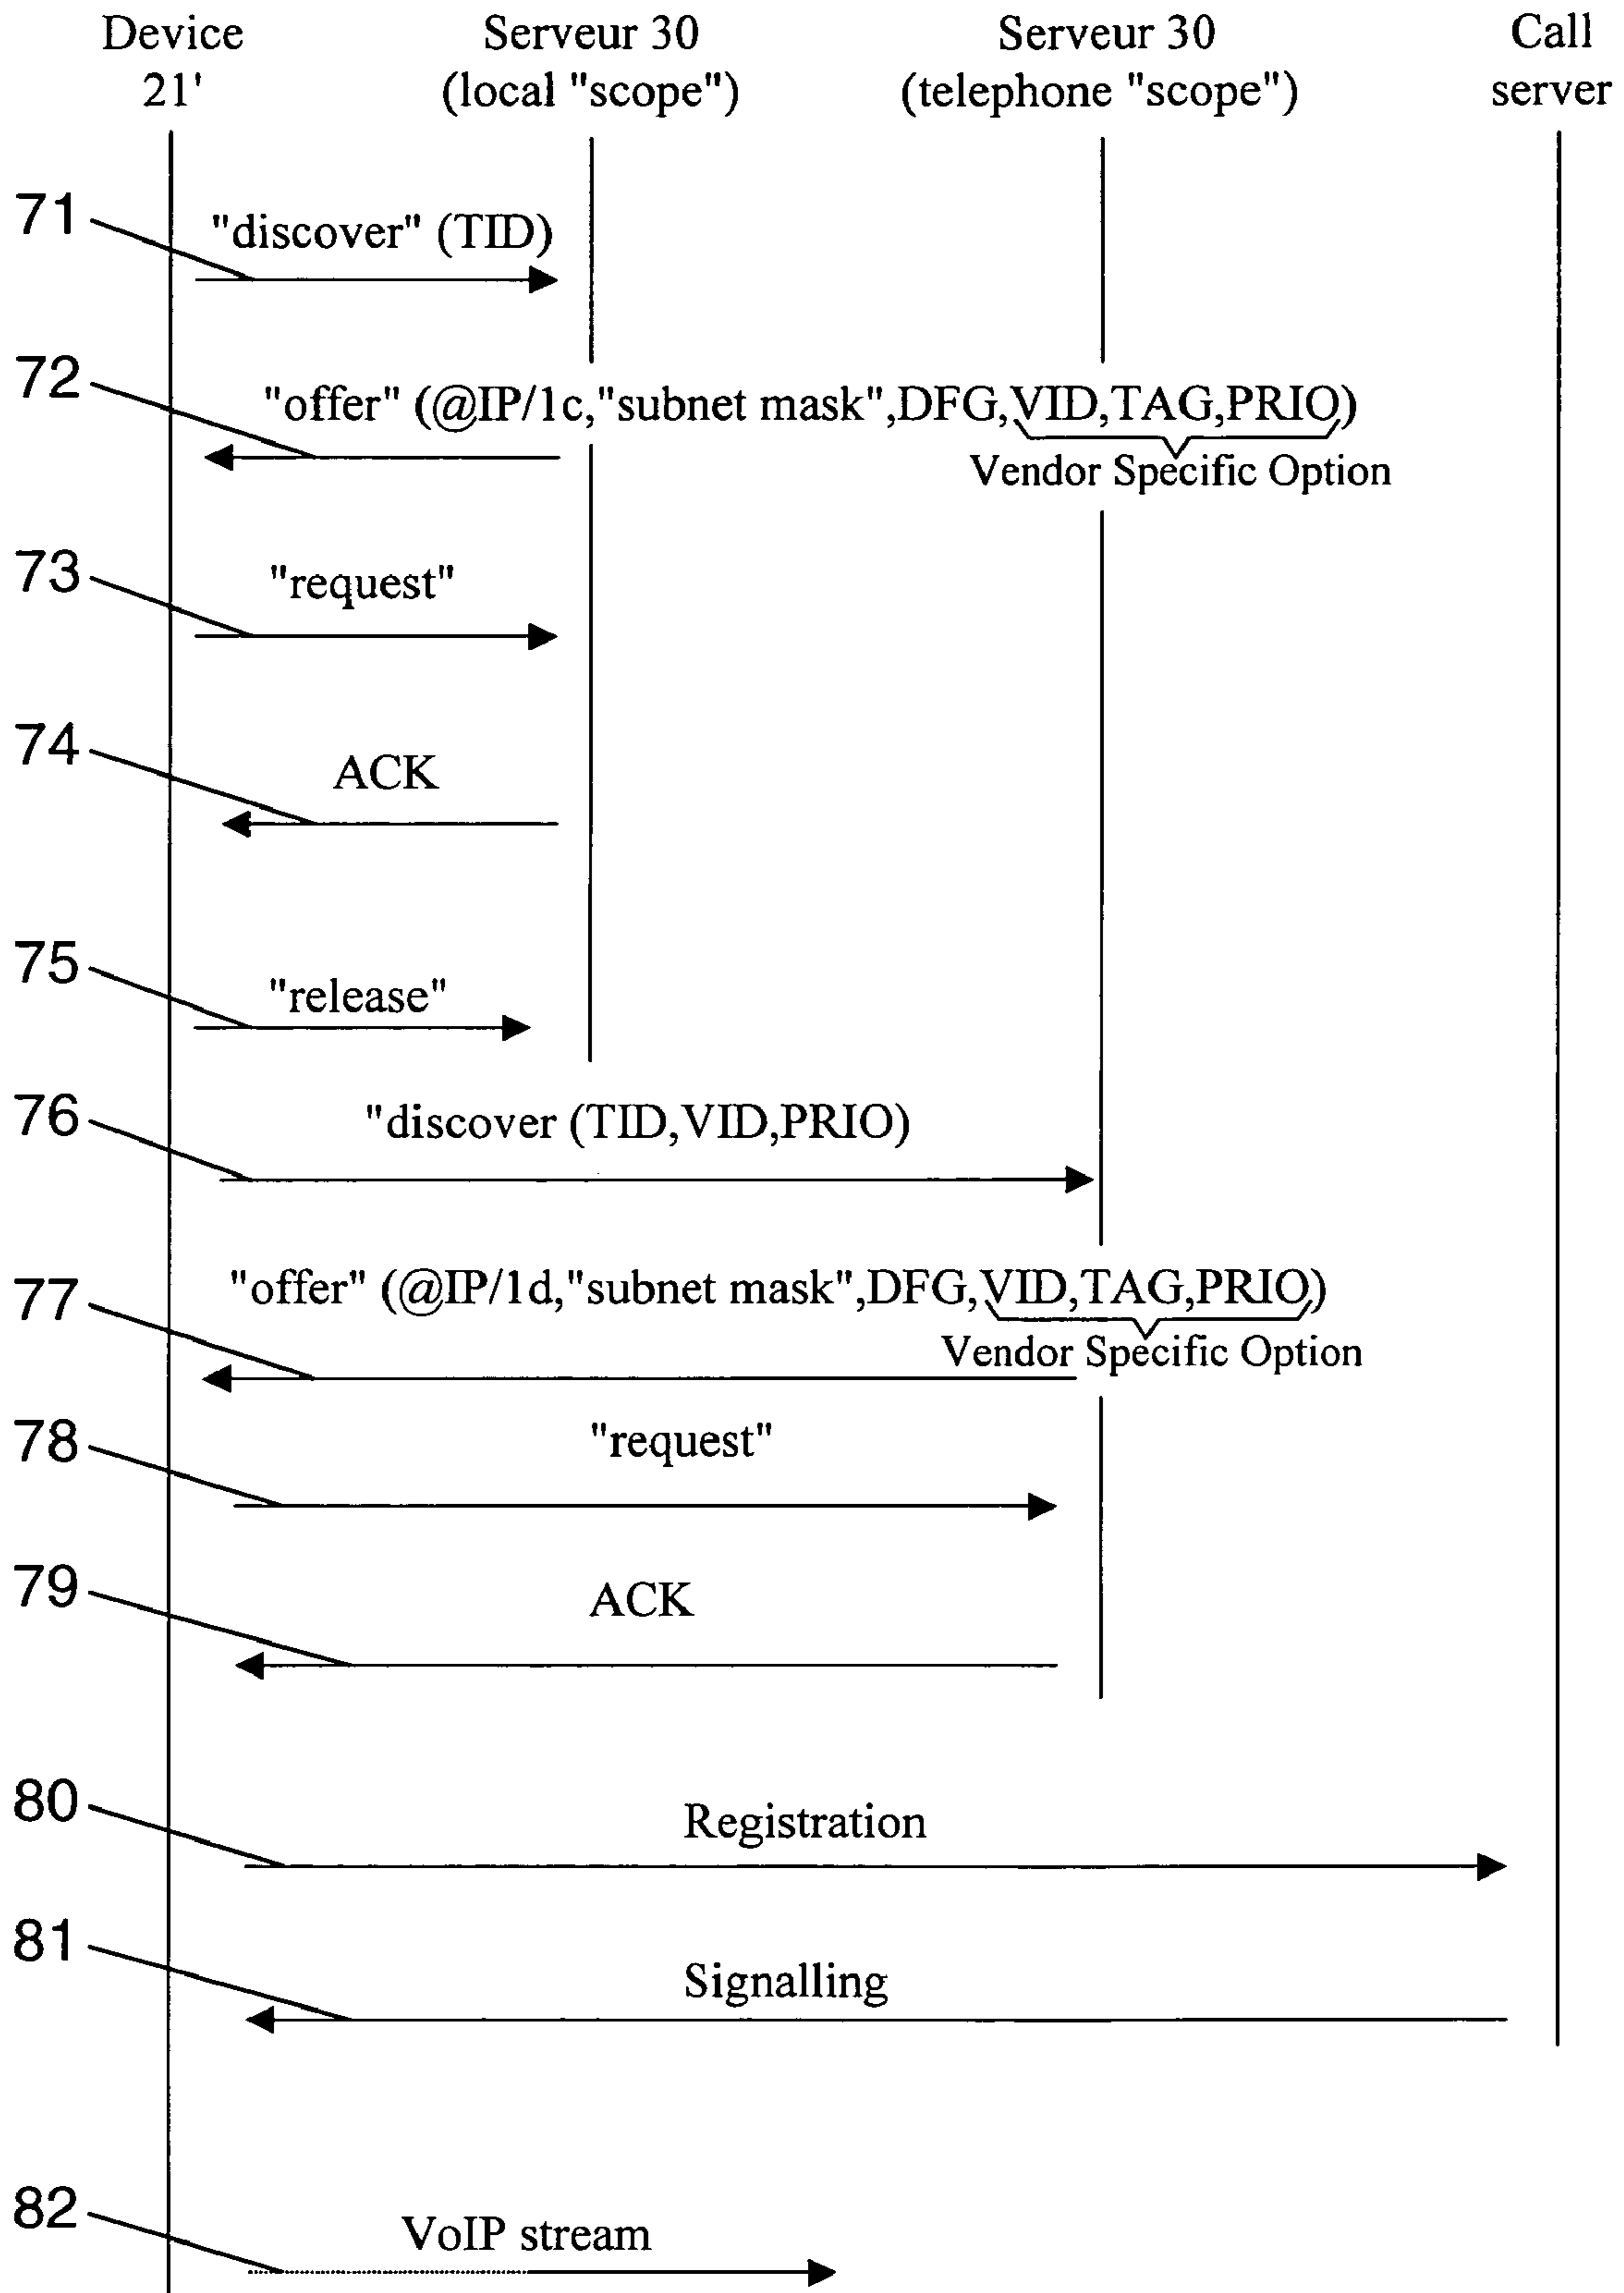 Device
21'
Serveur 30
(local "scope")
Serveur 30
(telephone "scope")
Call
server
71
"discover" (TID)
72
"offer" (@IP/1c,"subnet mask",DFG,VID,TAG,PRIO)
Vendor Specific Option
73
"request"
74
ACK
75
"release"
76
"discover (TID,VID,PRIO)
77
"offer" (@IP/1d,"subnet mask",DFG,VID,TAG,PRIO)
Vendor Specific Option
78
"request"
79
ACK
80
Registration
81
Signalling
82
VoIP stream